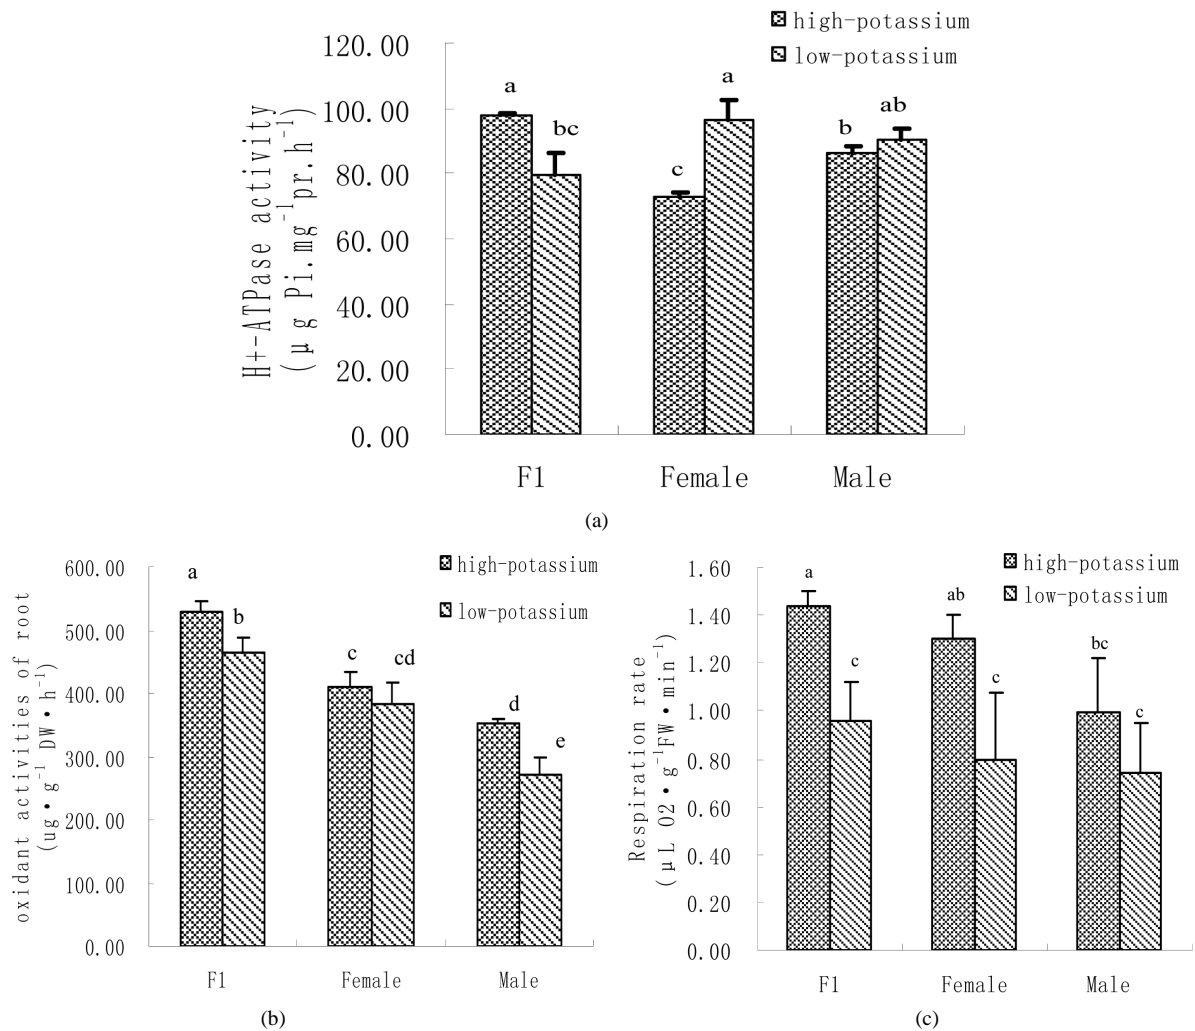 high-potassium
low-potassium
120.00
100.00
80.00
60.00
40.00
20.00
0.00
H+-ATPase activity
(μg Pi.mg⁻¹pr.h⁻¹)
a
bc
c
a
b
ab
F1 Female Male
(a)
high-potassium
low-potassium
600.00
500.00
400.00
300.00
200.00
100.00
0.00
oxidant activities of root
(ug·g⁻¹ DW·h⁻¹)
a
b
c
cd
d
e
F1 Female Male
(b)
high-potassium
low-potassium
1.60
1.40
1.20
1.00
0.80
0.60
0.40
0.20
0.00
Respiration rate
(μL O2·g⁻¹FW·min⁻¹)
a
c
ab
c
bc
c
F1 Female Male
(c)